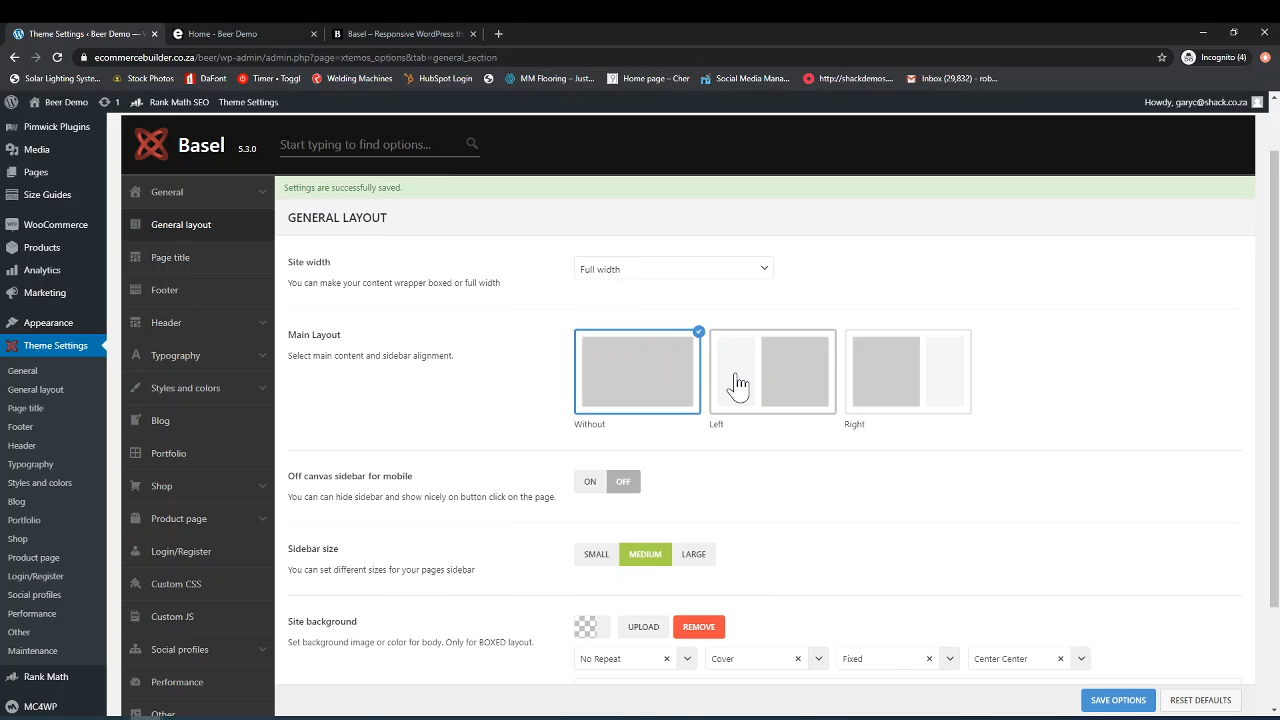 Theme Settings ‹ Beer Demo — W
Home - Beer Demo
Basel – Responsive WordPress the
ecommercebuilder.co.za/beer/wp-admin/admin.php?page=xtemos_options&tab=general_section
Incognito (4)
Solar Lighting System...
Stock Photos
DaFont
Timer • Toggl
Welding Machines
HubSpot Login
MM Flooring – Just...
Home page – Cher
Social Media Mana...
http://shackdemos....
Inbox (29,832) - rob...
Beer Demo
1
Rank Math SEO
Theme Settings
Howdy, garyc@shack.co.za
Pimwick Plugins
Media
Pages
Size Guides
WooCommerce
Products
Analytics
Marketing
Appearance
Theme Settings
General
General layout
Page title
Footer
Header
Typography
Styles and colors
Blog
Portfolio
Shop
Product page
Login/Register
Social profiles
Performance
Other
Maintenance
Rank Math
MC4WP
Basel 5.3.0
Start typing to find options...
General
General layout
Page title
Footer
Header
Typography
Styles and colors
Blog
Portfolio
Shop
Product page
Login/Register
Custom CSS
Custom JS
Social profiles
Performance
Other
Settings are successfully saved.
GENERAL LAYOUT
Site width
You can make your content wrapper boxed or full width
Full width
Main Layout
Select main content and sidebar alignment.
Without
Left
Right
Off canvas sidebar for mobile
You can can hide sidebar and show nicely on button click on the page.
ON OFF
Sidebar size
You can set different sizes for your pages sidebar
SMALL MEDIUM LARGE
Site background
Set background image or color for body. Only for BOXED layout.
UPLOAD REMOVE
No Repeat
Cover
Fixed
Center Center
SAVE OPTIONS
RESET DEFAULTS